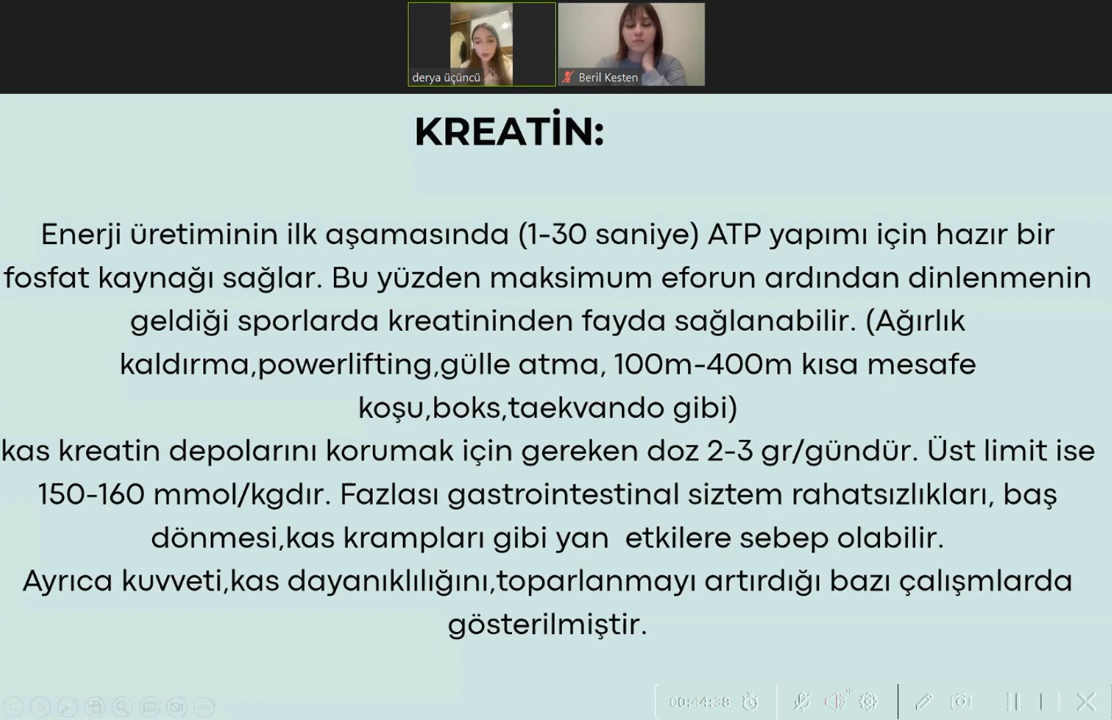 derya üçüncü
Beril Kesten
KREATİN:
Enerji üretiminin ilk aşamasında (1-30 saniye) ATP yapımı için hazır bir
fosfat kaynağı sağlar. Bu yüzden maksimum eforun ardından dinlenmenin
geldiği sporlarda kreatininden fayda sağlanabilir. (Ağırlık
kaldırma,powerlifting,gülle atma, 100m-400m kısa mesafe
koşu,boks,taekvando gibi)
kas kreatin depolarını korumak için gereken doz 2-3 gr/gündür. Üst limit ise
150-160 mmol/kgdır. Fazlası gastrointestinal siztem rahatsızlıkları, baş
dönmesi,kas krampları gibi yan  etkilere sebep olabilir.
Ayrıca kuvveti,kas dayanıklılığını,toparlanmayı artırdığı bazı çalışmlarda
gösterilmiştir.
00:44:38